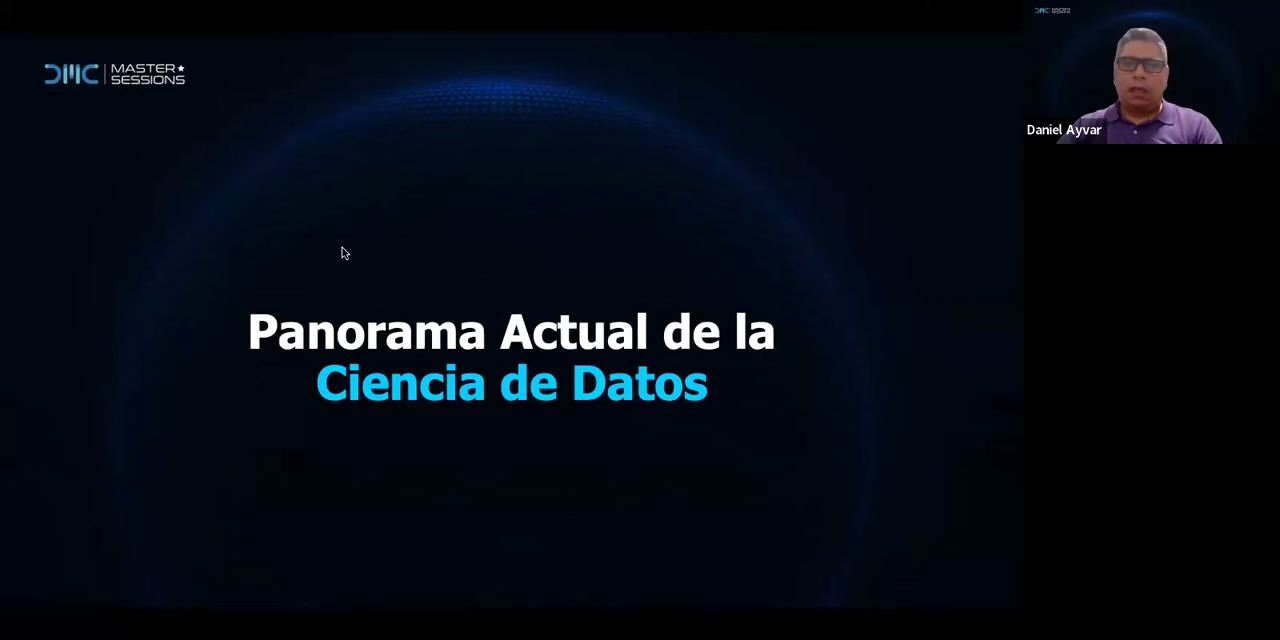 DMC | MASTER
SESSIONS
Panorama Actual de la
Ciencia de Datos
Daniel Ayvar